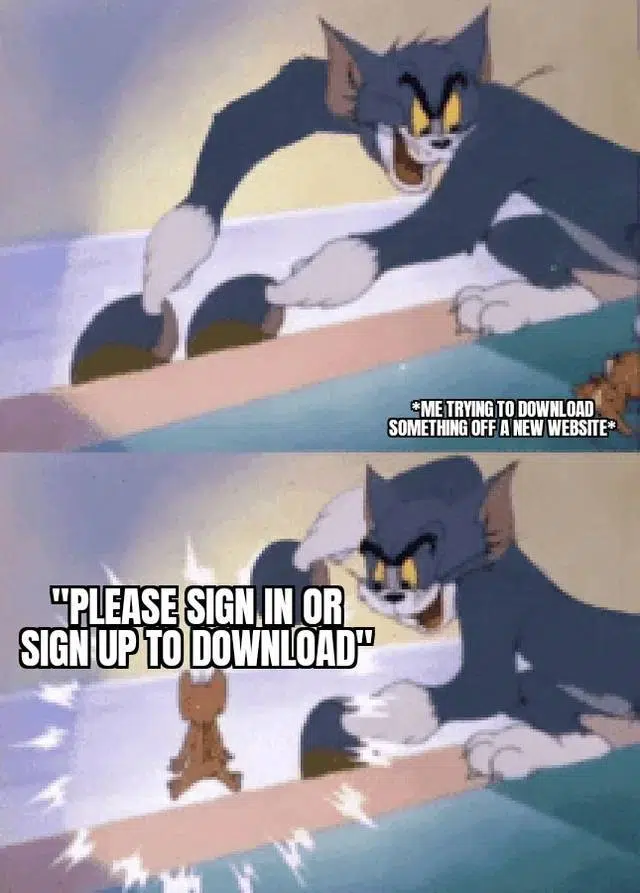 *ME TRYING TO DOWNLOAD
SOMETHING OFF A NEW WEBSITE*
"PLEASE SIGN IN OR
SIGN UP TO DOWNLOAD"